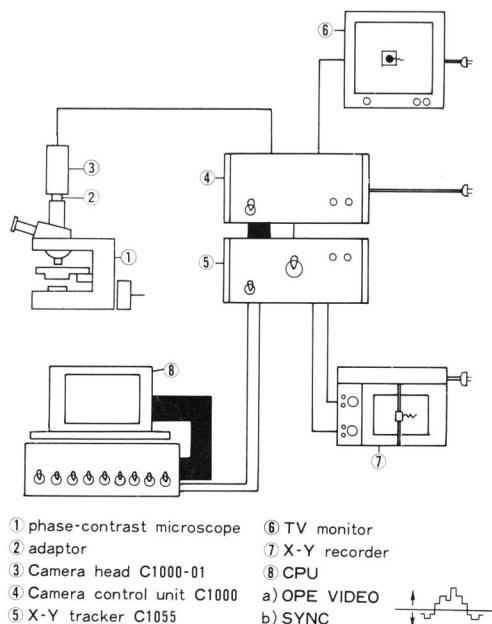 ⑥
③
②
④
①
⑤
⑧
⑦
① phase-contrast microscope
② adaptor
③ Camera head C1000-01
④ Camera control unit C1000
⑤ X-Y tracker C1055
⑥ TV monitor
⑦ X-Y recorder
⑧ CPU
a) OPE VIDEO
b) SYNC